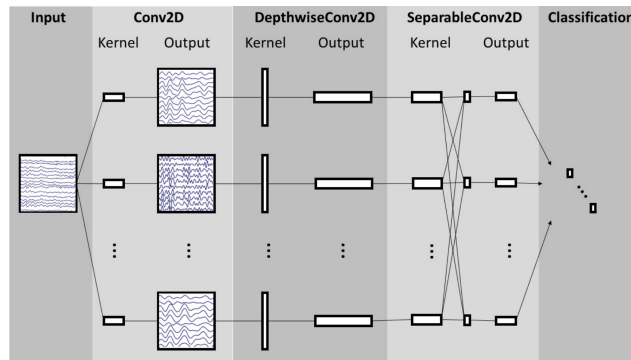 Input Conv2D DepthwiseConv2D SeparableConv2D Classification
Kernel Output Kernel Output Kernel Output